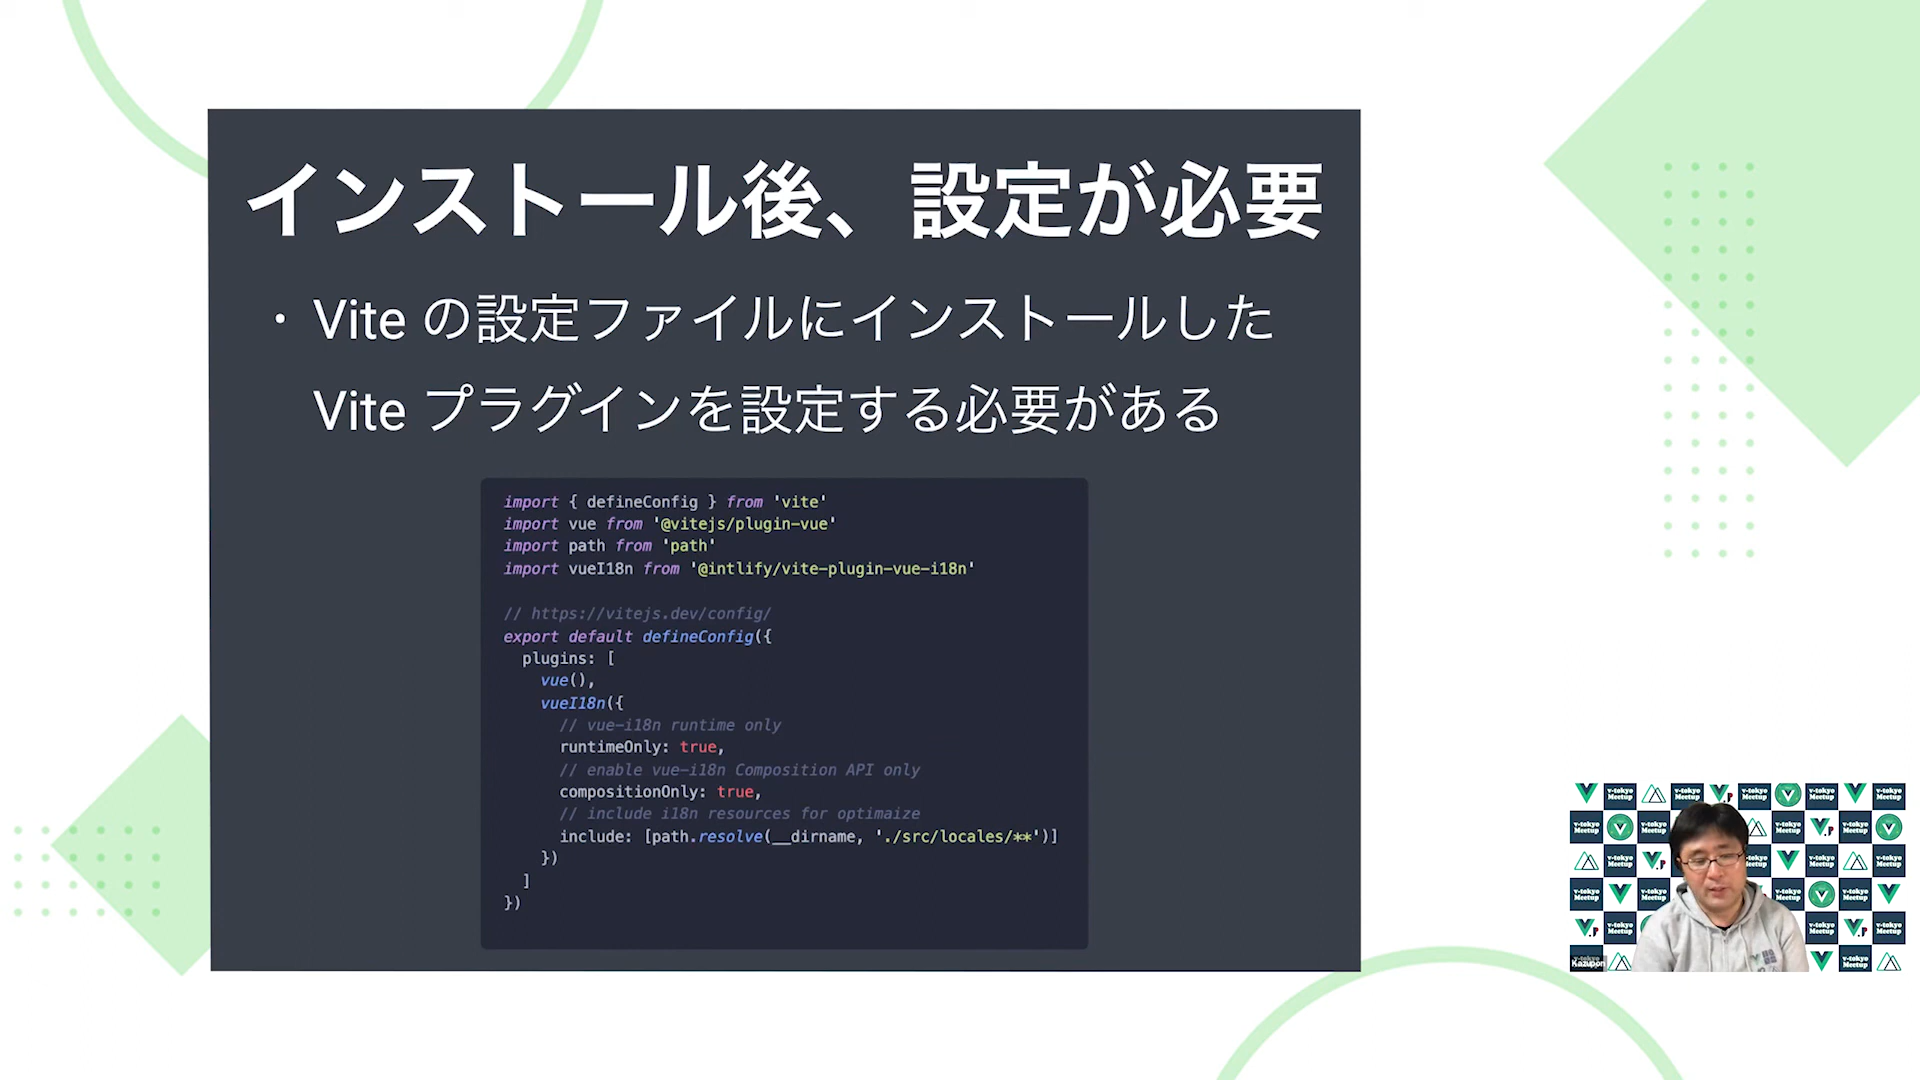 インストール後、設定が必要
・Vite の設定ファイルにインストールした
Vite プラグインを設定する必要がある
import { defineConfig } from 'vite'
import vue from '@vitejs/plugin-vue'
import path from 'path'
import vueI18n from '@intlify/vite-plugin-vue-i18n'
// https://vitejs.dev/config/
export default defineConfig({
plugins: [
vue(),
vueI18n({
// vue-i18n runtime only
runtimeOnly: true,
// enable vue-i18n Composition API only
compositionOnly: true,
// include i18n resources for optimaize
include: [path.resolve(__dirname, './src/locales/**')]
})
]
})
v-tokyo Meetup
Kazupon